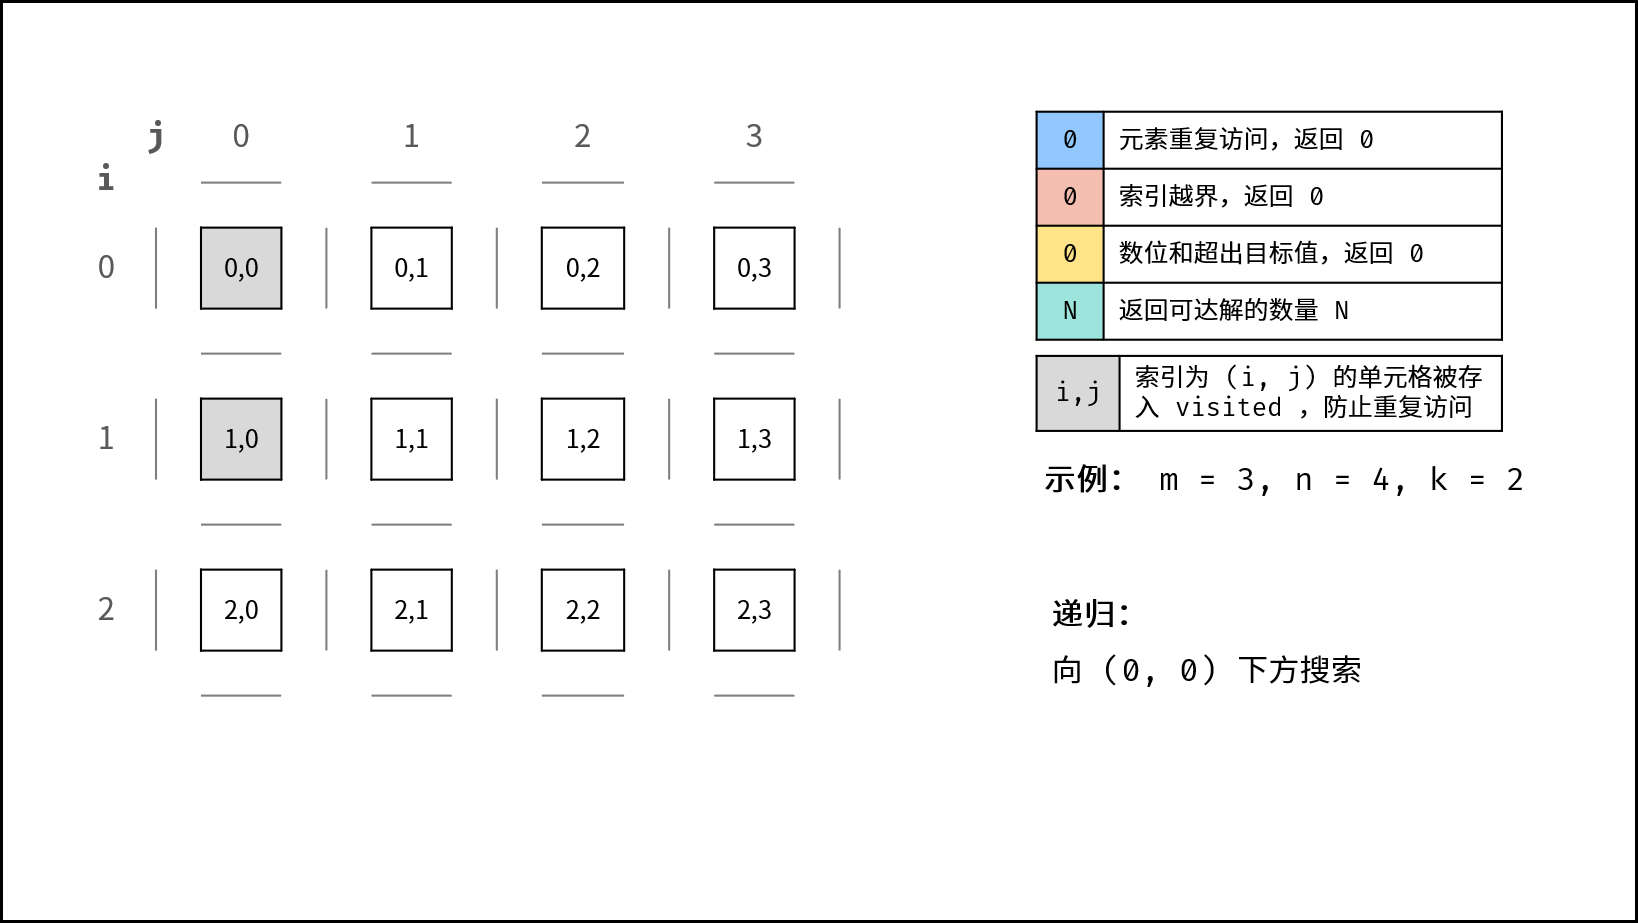 j 0 1 2 3
i
0 0,0 0,1 0,2 0,3
1 1,0 1,1 1,2 1,3
2 2,0 2,1 2,2 2,3
0 元素重复访问，返回 0
0 索引越界，返回 0
0 数位和超出目标值，返回 0
N 返回可达解的数量 N
i,j 索引为 (i, j) 的单元格被存
入 visited ，防止重复访问
示例： m = 3, n = 4, k = 2
递归：
向 (0, 0) 下方搜索